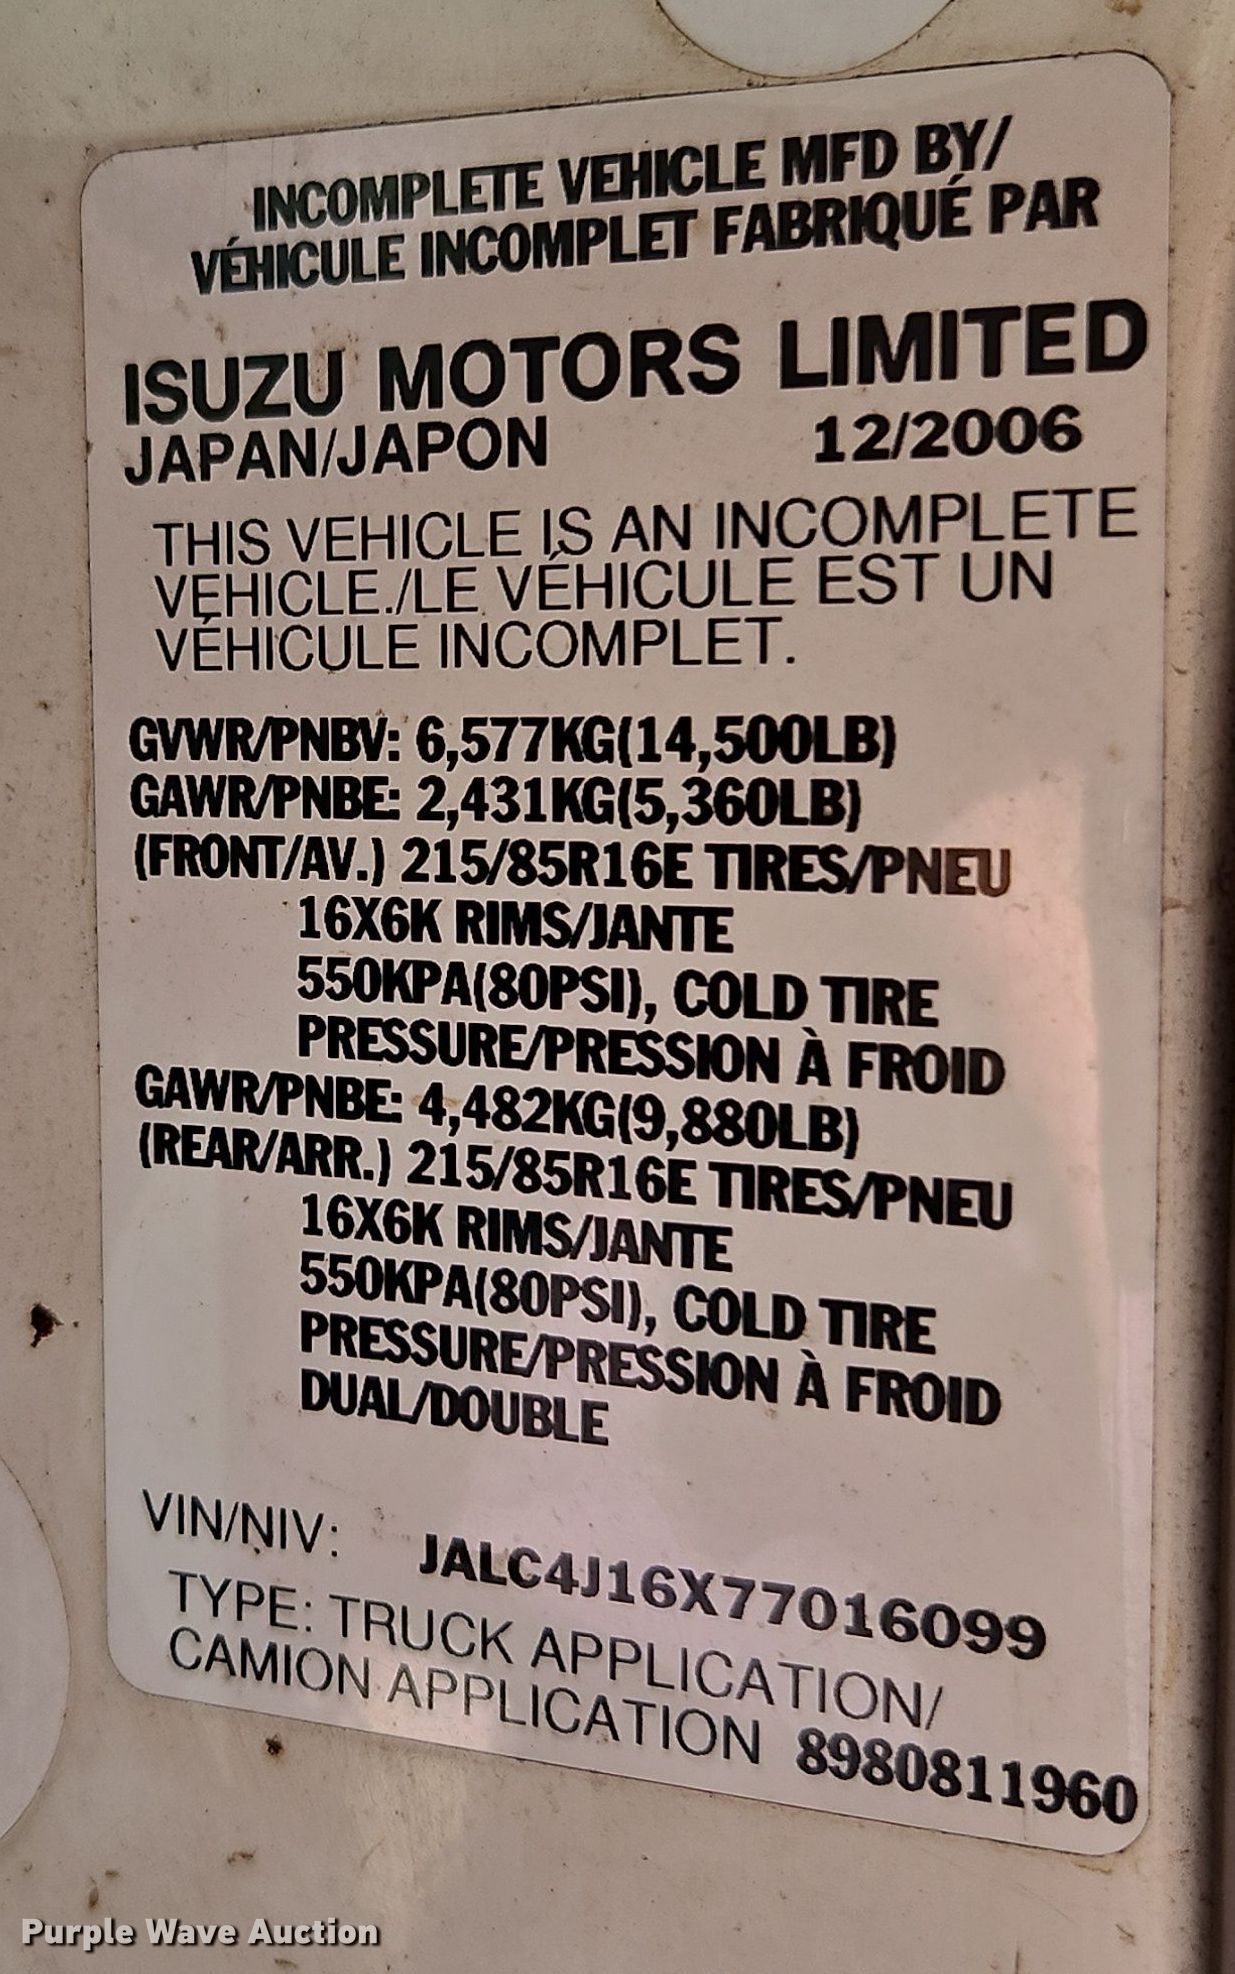 INCOMPLETE VEHICLE MFD BY/
VÉHICULE INCOMPLET FABRIQUÉ PAR
ISUZU MOTORS LIMITED
JAPAN/JAPON 12/2006
THIS VEHICLE IS AN INCOMPLETE
VEHICLE./LE VÉHICULE EST UN
VÉHICULE INCOMPLET.
GVWR/PNBV: 6,577KG(14,500LB)
GAWR/PNBE: 2,431KG(5,360LB)
(FRONT/AV.) 215/85R16E TIRES/PNEU
16X6K RIMS/JANTE
550KPA(80PSI), COLD TIRE
PRESSURE/PRESSION À FROID
GAWR/PNBE: 4,482KG(9,880LB)
(REAR/ARR.) 215/85R16E TIRES/PNEU
16X6K RIMS/JANTE
550KPA(80PSI), COLD TIRE
PRESSURE/PRESSION À FROID
DUAL/DOUBLE
VIN/NIV: JALC4J16X77016099
TYPE: TRUCK APPLICATION/
CAMION APPLICATION 8980811960
Purple Wave Auction